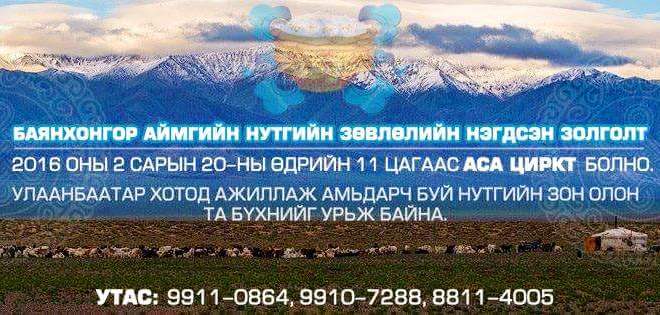 БАЯНХОНГОР АЙМГИЙН НУТГИЙН ЗӨВЛӨЛИЙН НЭГДСЭН ЗОЛГОЛТ
2016 ОНЫ 2 САРЫН 20-НЫ ӨДРИЙН 11 ЦАГААС АСА ЦИРКТ БОЛНО.
УЛААНБААТАР ХОТОД АЖИЛЛАЖ АМЬДАРЧ БУЙ НУТГИЙН ЗОН ОЛОН
ТА БҮХНИЙГ УРЬЖ БАЙНА.
УТАС: 9911-0864, 9910-7288, 8811-4005